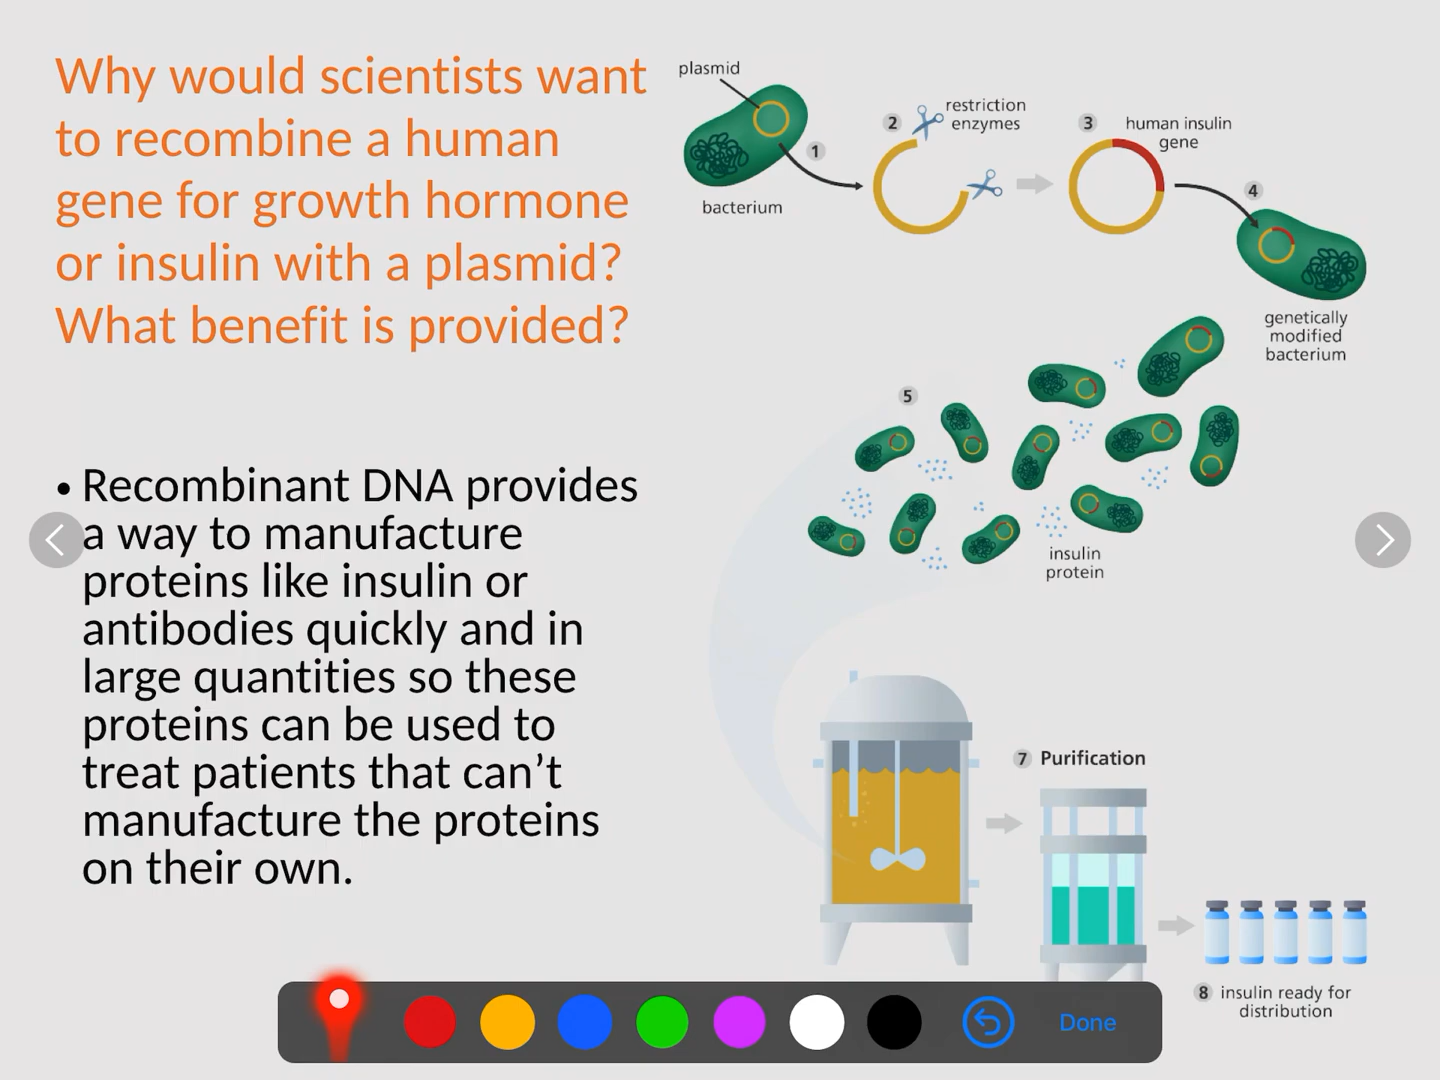 Why would scientists want
to recombine a human
gene for growth hormone
or insulin with a plasmid?
What benefit is provided?
• Recombinant DNA provides
a way to manufacture
proteins like insulin or
antibodies quickly and in
large quantities so these
proteins can be used to
treat patients that can’t
manufacture the proteins
on their own.
plasmid
bacterium
1
2
restriction
enzymes
3
human insulin
gene
4
genetically
modified
bacterium
5
insulin
protein
7 Purification
8 insulin ready for
distribution
Done